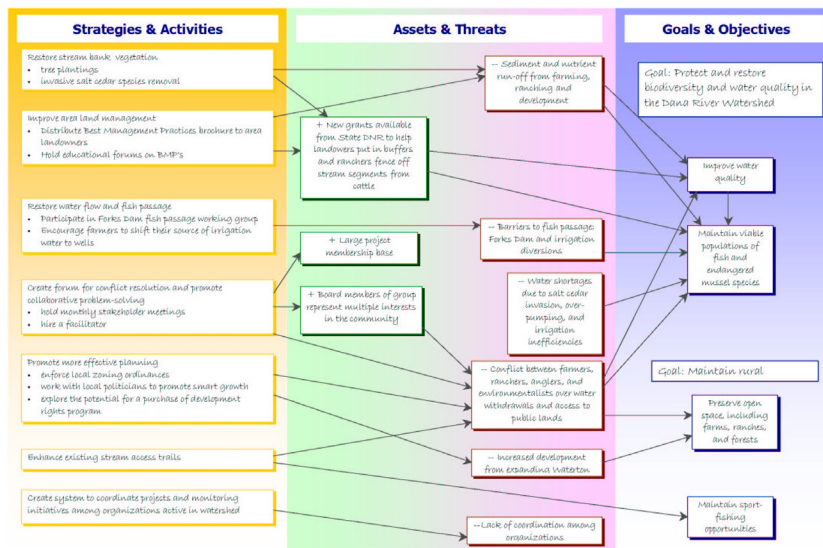 Strategies & Activities
Assets & Threats
Goals & Objectives
Restore stream bank vegetation
• tree plantings
• invasive salt cedar species removal
Improve area land management
• Distribute Best Management Practices brochure to area
landowners
• Hold educational forums on BMP's
Restore water flow and fish passage
• Participate in Forks Dam fish passage working group
• Encourage farmers to shift their source of irrigation
water to wells
Create forum for conflict resolution and promote
collaborative problem-solving
• hold monthly stakeholder meetings
• hire a facilitator
Promote more effective planning
• enforce local zoning ordinances
• work with local politicians to promote smart growth
• explore the potential for a purchase of development
rights program
Enhance existing stream access trails
Create system to coordinate projects and monitoring
initiatives among organizations active in watershed
+ New grants available
from State DNR to help
landowers put in buffers
and ranchers fence off
stream segments from
cattle
+ Large project
membership base
+ Board members of group
represent multiple interests
in the community
-- Sediment and nutrient
run-off from farming,
ranching and
development
-- Barriers to fish passage:
Forks Dam and irrigation
diversions
-- Water shortages
due to salt cedar
invasion, over-
pumping, and
irrigation
inefficiencies
-- Conflict between farmers,
ranchers, anglers, and
environmentalists over water
withdrawals and access to
public lands
-- Increased development
from expanding Waterton
--Lack of coordination among
organizations
Goal: Protect and restore
biodiversity and water quality in
the Dana River Watershed
Improve water
quality
Maintain viable
populations of
fish and
endangered
mussel species
Goal: Maintain rural
Preserve open
space, including
farms, ranches,
and forests
Maintain sport-
fishing
opportunities